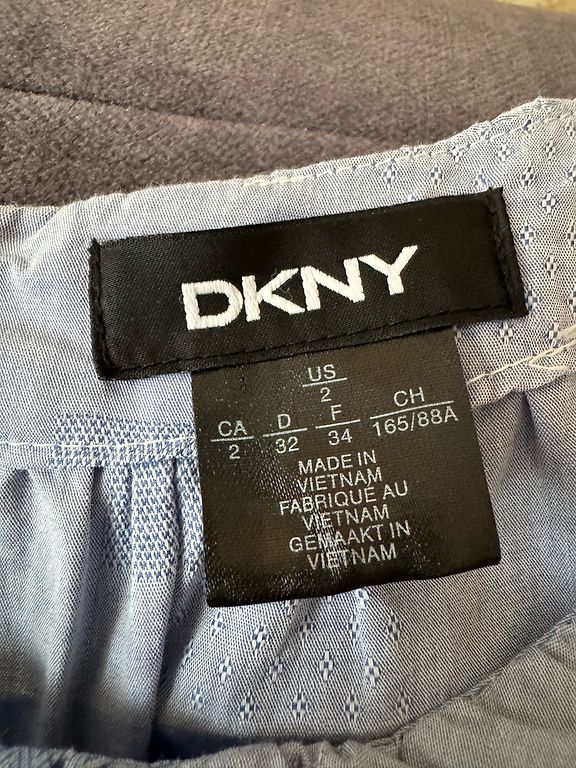 DKNY
US
2
CA D F CH
2 32 34 165/88A
MADE IN
VIETNAM
FABRIQUÉ AU
VIETNAM
GEMAAKT IN
VIETNAM